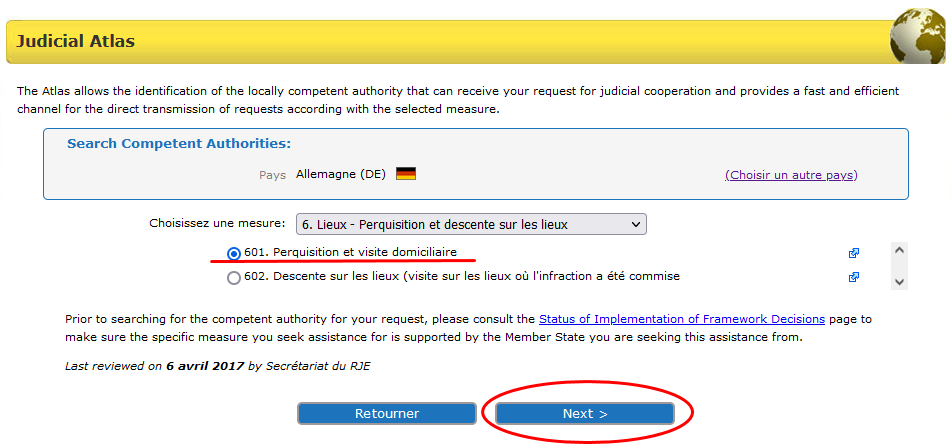 Judicial Atlas
The Atlas allows the identification of the locally competent authority that can receive your request for judicial cooperation and provides a fast and efficient
channel for the direct transmission of requests according with the selected measure.
Search Competent Authorities:
Pays Allemagne (DE) (Choisir un autre pays)
Choisissez une mesure: 6. Lieux - Perquisition et descente sur les lieux
601. Perquisition et visite domiciliaire
602. Descente sur les lieux (visite sur les lieux où l'infraction a été commise
Prior to searching for the competent authority for your request, please consult the Status of Implementation of Framework Decisions page to
make sure the specific measure you seek assistance for is supported by the Member State you are seeking this assistance from.
Last reviewed on 6 avril 2017 by Secrétariat du RJE
Retourner Next >